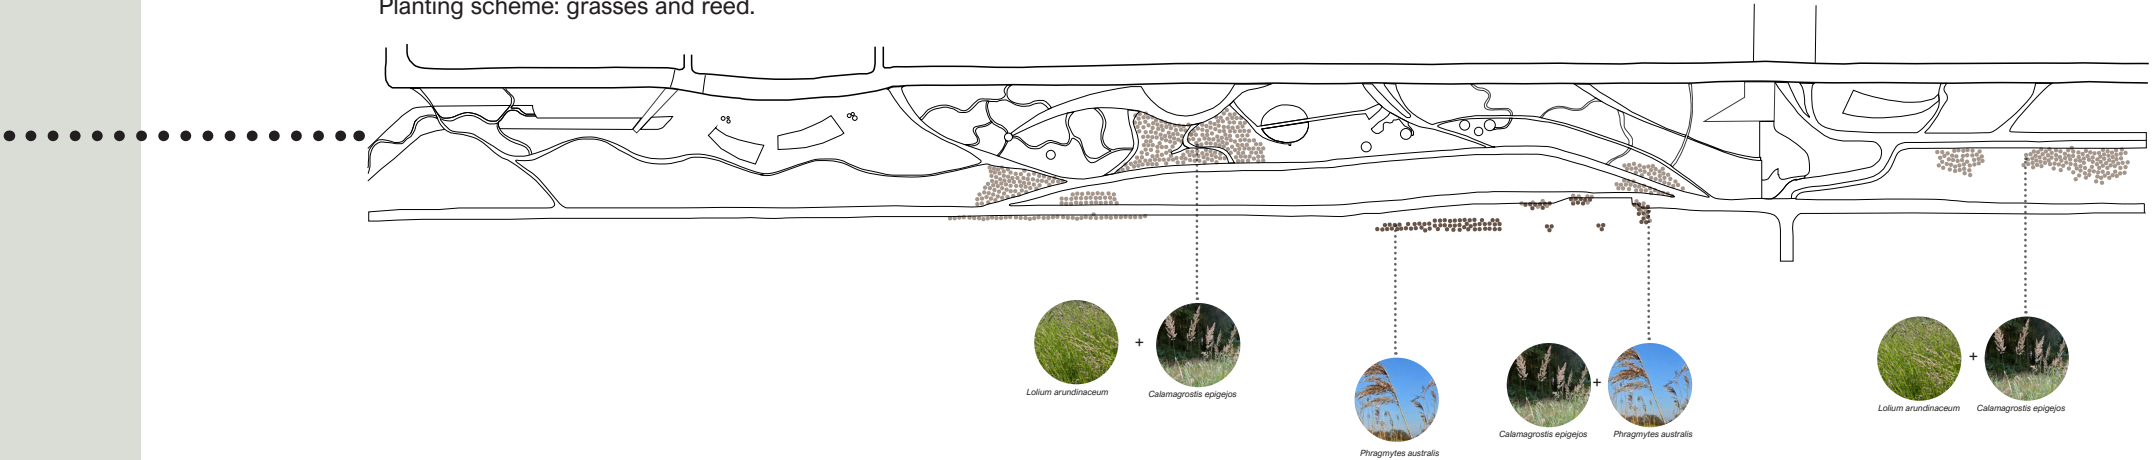 Planting scheme: grasses and reed.
+
Lolium arundinaceum
Calamagrostis epigejos
Phragmytes australis
+
Calamagrostis epigejos
Phragmytes australis
+
Lolium arundinaceum
Calamagrostis epigejos